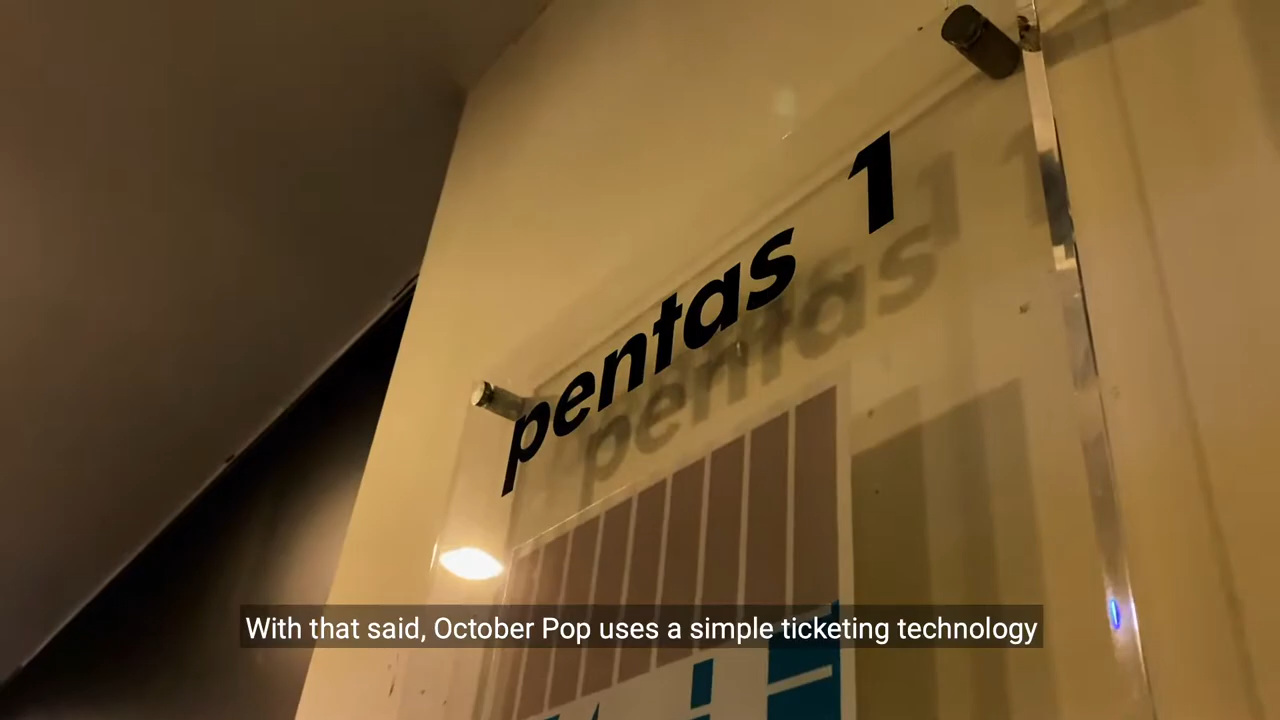 pentas 1
With that said, October Pop uses a simple ticketing technology